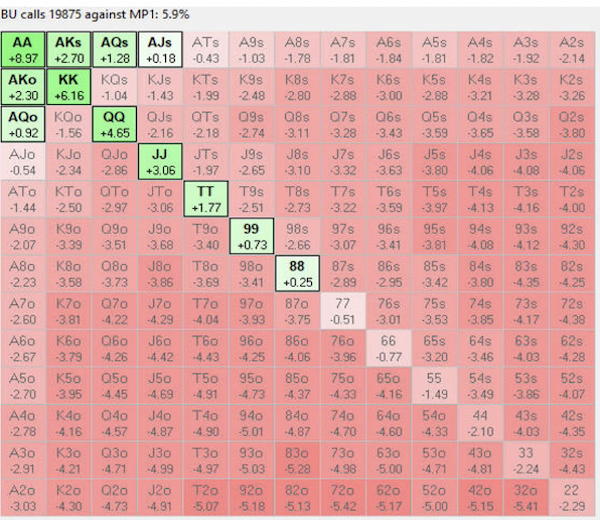 BU calls 19875 against MP1: 5.9%
AA AKs AQs AJs ATs A9s A8s A7s A6s A5s A4s A3s A2s
+8.97 +2.70 +1.28 +0.18 -0.43 -1.03 -1.78 -1.81 -1.84 -1.81 -1.82 -1.92 -2.14
AKo KK KQs KJs KTs K9s K8s K7s K6s K5s K4s K3s K2s
+2.30 +6.16 -1.04 -1.43 -1.99 -2.48 -2.80 -2.88 -3.00 -2.88 -3.21 -3.28 -3.26
AQo KQo QQ QJs QTs Q9s Q8s Q7s Q6s Q5s Q4s Q3s Q2s
+0.92 -1.56 +4.65 -2.16 -2.18 -2.74 -3.11 -3.28 -3.43 -3.59 -3.65 -3.58 -3.80
AJo KJo QJo JJ JTs J9s J8s J7s J6s J5s J4s J3s J2s
-0.54 -2.34 -2.86 +3.06 -1.97 -2.65 -3.10 -3.32 -3.63 -3.80 -4.06 -4.08 -4.06
ATo KTo QTo JTo TT T9s T8s T7s T6s T5s T4s T3s T2s
-1.44 -2.50 -2.97 -3.06 +1.77 -2.51 -2.73 -3.22 -3.59 -3.97 -4.13 -4.16 -4.00
A9o K9o Q9o J9o T9o 99 98s 97s 96s 95s 94s 93s 92s
-2.07 -3.39 -3.51 -3.68 -3.40 +0.73 -2.66 -3.07 -3.41 -3.81 -4.08 -4.12 -4.30
A8o K8o Q8o J8o T8o 98o 88 87s 86s 85s 84s 83s 82s
-2.23 -3.58 -3.73 -3.86 -3.69 -3.41 +0.25 -2.89 -2.95 -3.42 -3.80 -4.35 -4.25
A7o K7o Q7o J7o T7o 97o 87o 77 76s 75s 74s 73s 72s
-2.60 -3.81 -4.22 -4.29 -4.04 -3.93 -3.75 -0.51 -3.01 -3.53 -3.85 -4.17 -4.38
A6o K6o Q6o J6o T6o 96o 86o 76o 66 65s 64s 63s 62s
-2.67 -3.79 -4.26 -4.42 -4.43 -4.25 -4.06 -3.96 -0.77 -3.20 -3.46 -4.03 -4.28
A5o K5o Q5o J5o T5o 95o 85o 75o 65o 55 54s 53s 52s
-2.70 -3.95 -4.45 -4.69 -4.91 -4.73 -4.37 -4.33 -4.16 -1.49 -3.49 -3.86 -4.07
A4o K4o Q4o J4o T4o 94o 84o 74o 64o 54o 44 43s 42s
-2.78 -4.16 -4.57 -4.87 -4.90 -5.01 -4.87 -4.70 -4.60 -4.33 -2.10 -4.03 -4.35
A3o K3o Q3o J3o T3o 93o 83o 73o 63o 53o 43o 33 32s
-2.91 -4.21 -4.71 -4.99 -4.97 -5.03 -5.28 -4.98 -5.00 -4.71 -4.81 -2.24 -4.43
A2o K2o Q2o J2o T2o 92o 82o 72o 62o 52o 42o 32o 22
-3.03 -4.30 -4.73 -4.91 -5.07 -5.18 -5.13 -5.42 -5.17 -5.00 -5.15 -5.41 -2.29